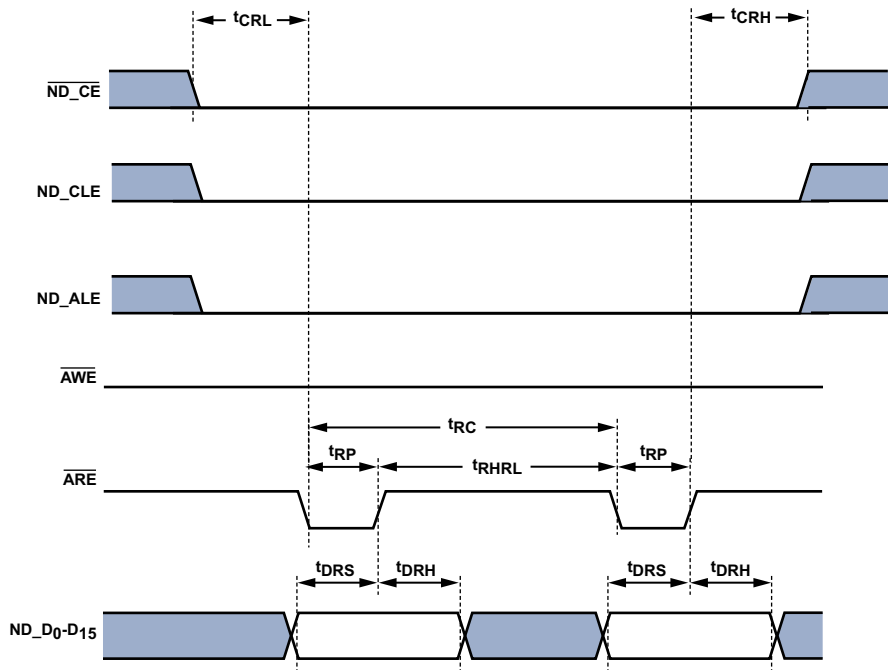 tCRL tCRH
ND_CE
ND_CLE
ND_ALE
AWE
tRC
tRP tRHRL tRP
ARE
tDRS tDRH tDRS tDRH
ND_D0-D15